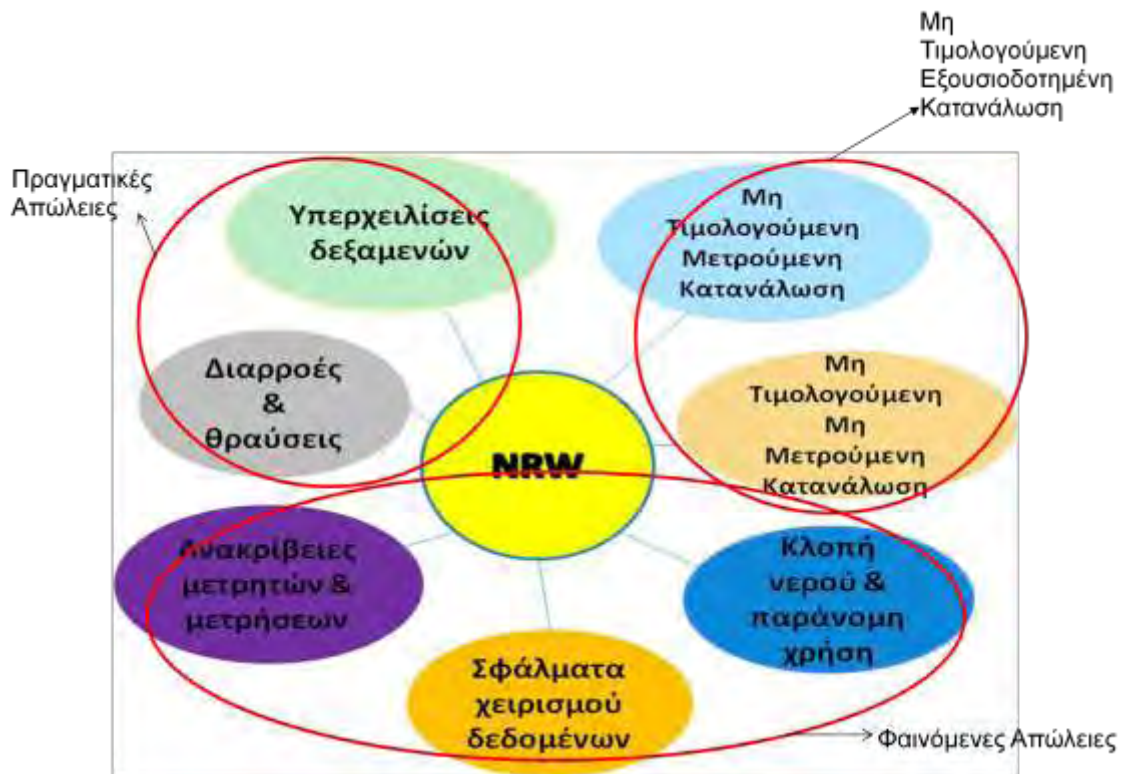 Μη
Τιμολογούμενη
Εξουσιοδοτημένη
Κατανάλωση
Πραγματικές
Απώλειες
Υπερχειλίσεις
δεξαμενών
Μη
Τιμολογούμενη
Μετρούμενη
Κατανάλωση
Διαρροές
&
θραύσεις
Μη
Τιμολογούμενη
Μη
Μετρούμενη
Κατανάλωση
NRW
Ανακρίβειες
μετρητών &
μετρήσεων
Κλοπή
νερού &
παράνομη
χρήση
Σφάλματα
χειρισμού
δεδομένων
Φαινόμενες Απώλειες